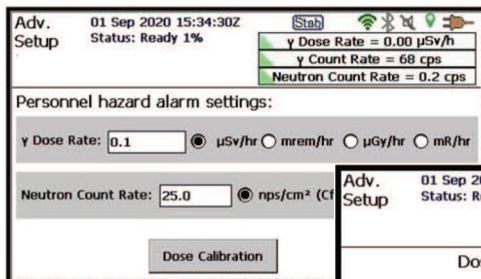 Adv. Setup
01 Sep 2020 15:34:30Z
Status: Ready 1%
Stab
γ Dose Rate = 0.00 µSv/h
γ Count Rate = 68 cps
Neutron Count Rate = 0.2 cps
Personnel hazard alarm settings:
γ Dose Rate: 0.1 µSv/hr mrem/hr µGy/hr mR/hr
Neutron Count Rate: 25.0 nps/cm² (Cf
Dose Calibration
Adv. Setup
01 Sep 2
Status: R
Do